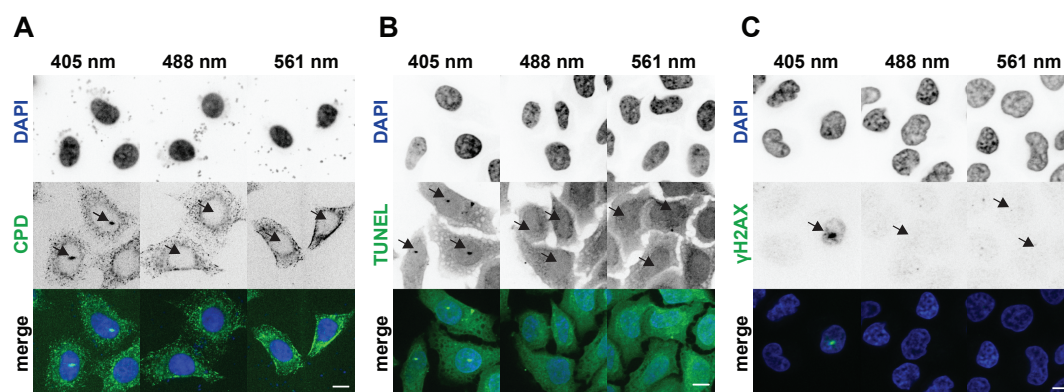 A
B
C
405 nm 488 nm 561 nm
405 nm 488 nm 561 nm
405 nm 488 nm 561 nm
DAPI
CPD
merge
DAPI
TUNEL
merge
DAPI
γH2AX
merge